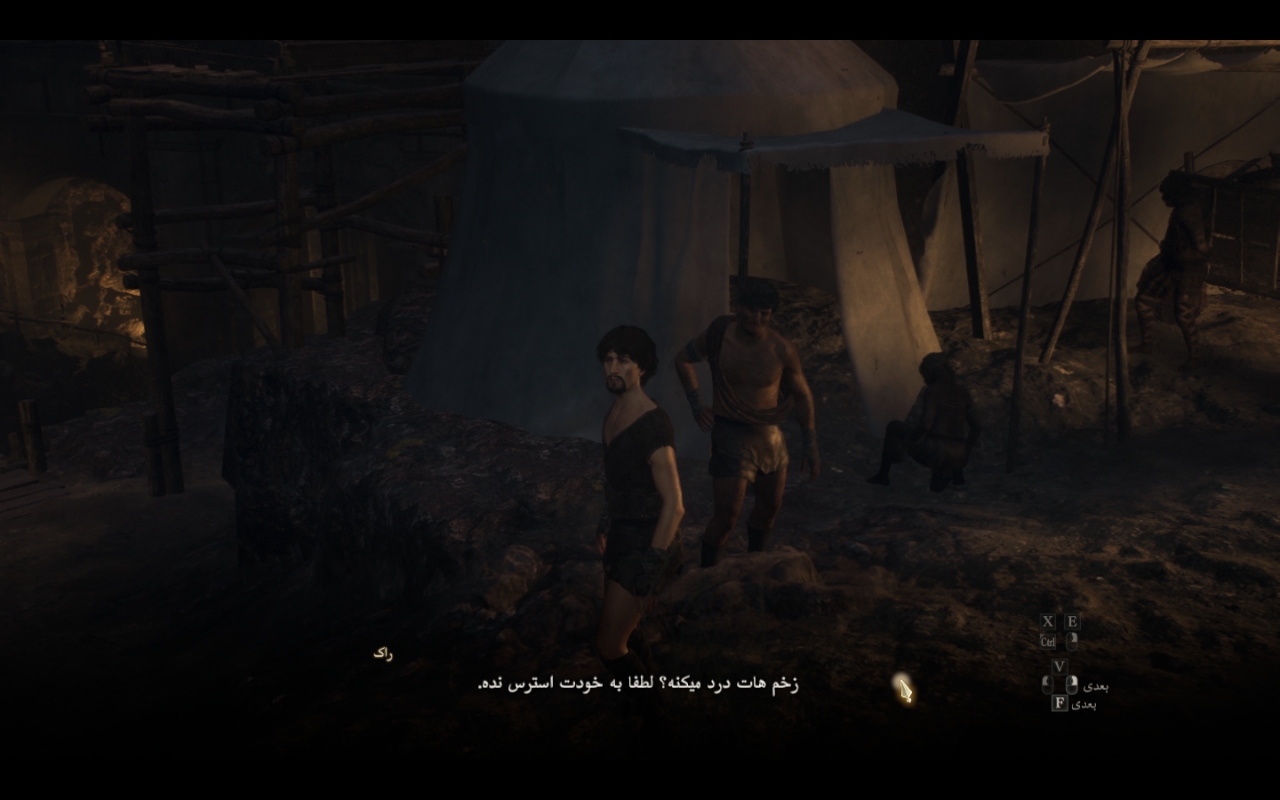 راک
زخم هات درد میکنه؟ لطفا به خودت استرس نده.
X E
Ctrl
V
بعدی
F بعدی